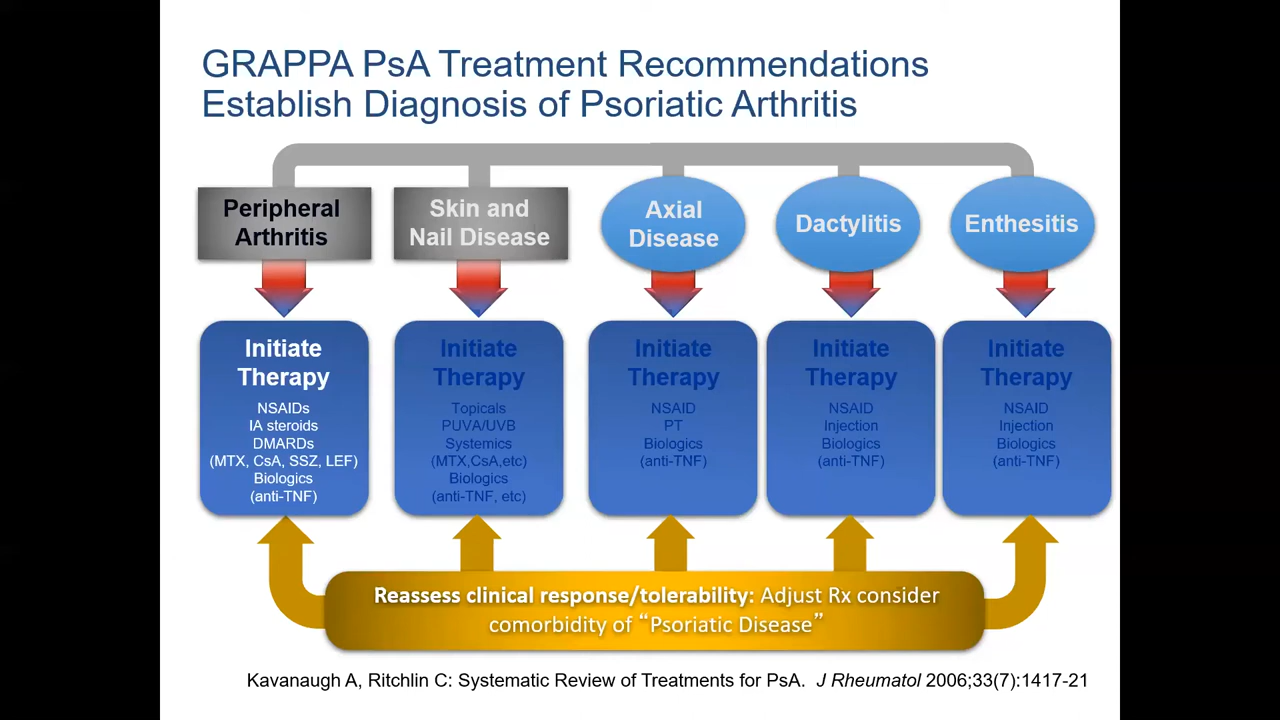 GRAPPA PsA Treatment Recommendations
Establish Diagnosis of Psoriatic Arthritis
Peripheral
Arthritis
Skin and
Nail Disease
Axial
Disease
Dactylitis
Enthesitis
Initiate
Therapy
NSAIDs
IA steroids
DMARDs
(MTX, CsA, SSZ, LEF)
Biologics
(anti-TNF)
Initiate
Therapy
Topicals
PUVA/UVB
Systemics
(MTX,CsA,etc)
Biologics
(anti-TNF, etc)
Initiate
Therapy
NSAID
PT
Biologics
(anti-TNF)
Initiate
Therapy
NSAID
Injection
Biologics
(anti-TNF)
Initiate
Therapy
NSAID
Injection
Biologics
(anti-TNF)
Reassess clinical response/tolerability: Adjust Rx consider
comorbidity of “Psoriatic Disease”
Kavanaugh A, Ritchlin C: Systematic Review of Treatments for PsA. J Rheumatol 2006;33(7):1417-21